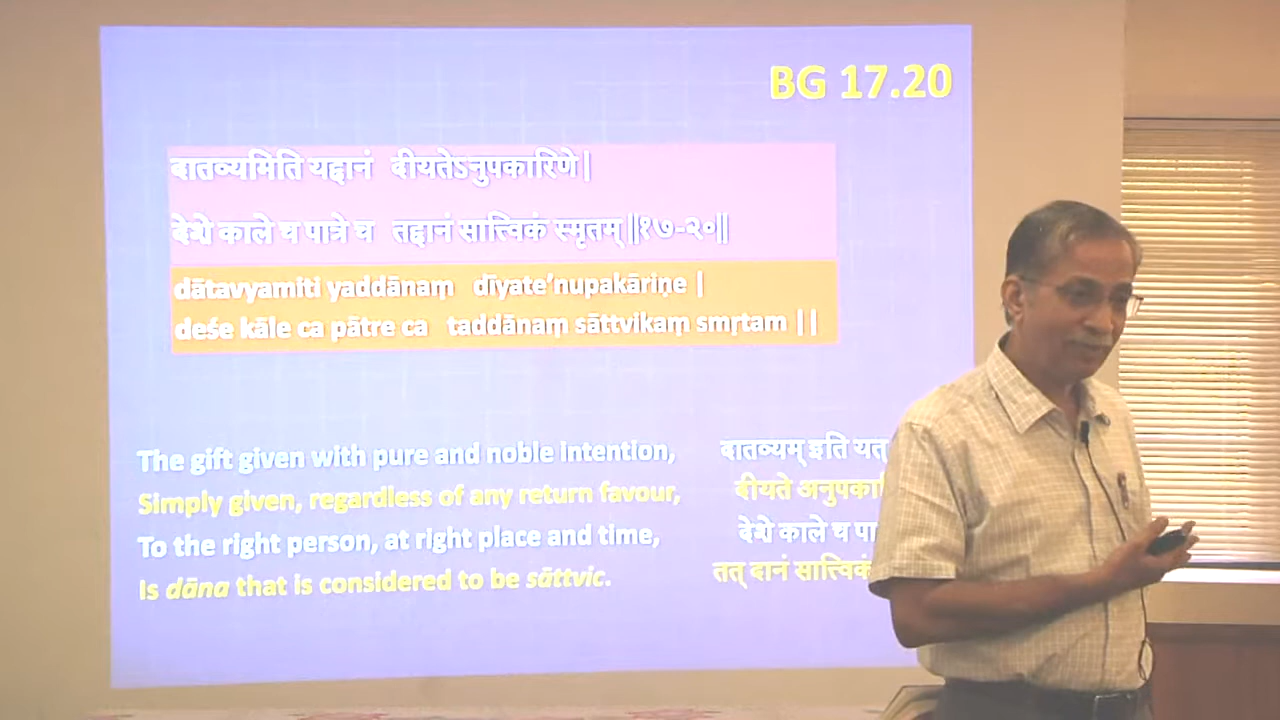 BG 17.20
दातव्यमिति यद्दानं दीयतेऽनुपकारिणे|
देशे काले च पात्रे च तद्दानं सात्त्विकं स्मृतम्||१७-२०||
dātavyamiti yaddānaṃ dīyate’nupakāriṇe |
deśe kāle ca pātre ca taddānaṃ sāttvikaṃ smṛtam ||
The gift given with pure and noble intention,
Simply given, regardless of any return favour,
To the right person, at right place and time,
Is dāna that is considered to be sāttvic.
दातव्यम् इति यत्
दीयते
देशे काले च
तत् दानं